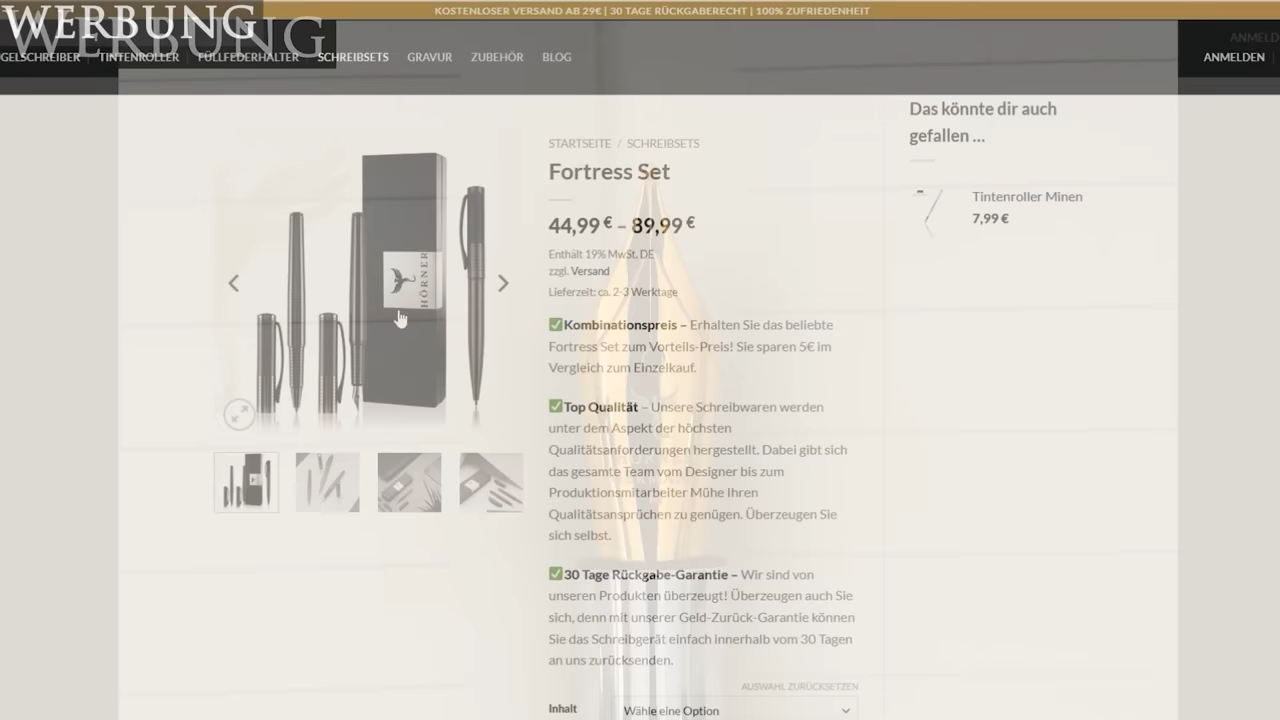 WERBUNG
WERBUNG
KOSTENLOSER VERSAND AB 29€ | 30 TAGE RÜCKGABERECHT | 100% ZUFRIEDENHEIT
GELSCHREIBER TINTENROLLER FÜLLFEDERHALTER SCHREIBSETS GRAVUR ZUBEHÖR BLOG ANMELDEN
ANMELD
STARTSEITE / SCHREIBSETS
Fortress Set
44,99 € – 89,99 €
Enthält 19% MwSt. DE
zzgl. Versand
Lieferzeit: ca. 2-3 Werktage
✅Kombinationspreis – Erhalten Sie das beliebte
Fortress Set zum Vorteils-Preis! Sie sparen 5€ im
Vergleich zum Einzelkauf.
✅Top Qualität – Unsere Schreibwaren werden
unter dem Aspekt der höchsten
Qualitätsanforderungen hergestellt. Dabei gibt sich
das gesamte Team vom Designer bis zum
Produktionsmitarbeiter Mühe Ihren
Qualitätsansprüchen zu genügen. Überzeugen Sie
sich selbst.
✅30 Tage Rückgabe-Garantie – Wir sind von
unseren Produkten überzeugt! Überzeugen auch Sie
sich, denn mit unserer Geld-Zurück-Garantie können
Sie das Schreibgerät einfach innerhalb vom 30 Tagen
an uns zurücksenden.
AUSWAHL ZURÜCKSETZEN
Inhalt Wähle eine Option
HÖRNER
Das könnte dir auch
gefallen …
Tintenroller Minen
7,99 €